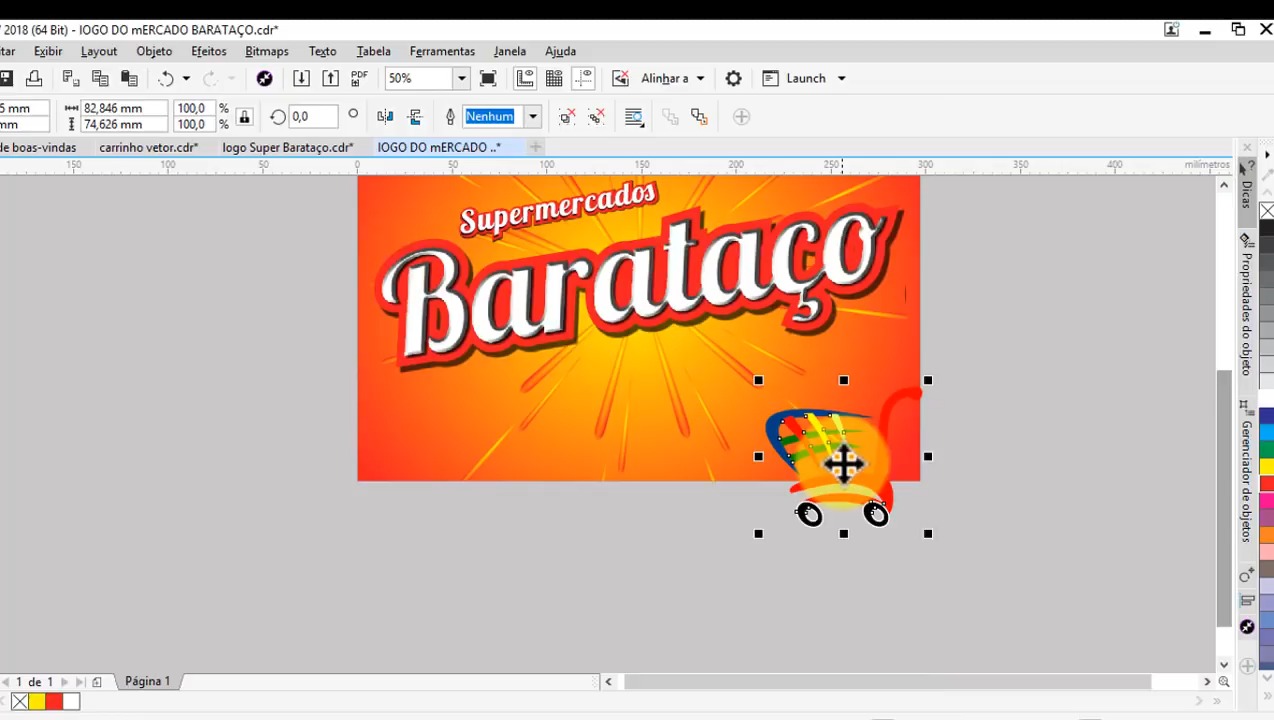 2018 (64 Bit) - lOGO DO mERCADO BARATAÇO.cdr*
itar Exibir Layout Objeto Efeitos Bitmaps Texto Tabela Ferramentas Janela Ajuda
PDF 50% Alinhar a Launch
5 mm 82,846 mm 100,0 %
mm 74,626 mm 100,0 %
0,0 ° Nenhum
de boas-vindas carrinho vetor.cdr* logo Super Barataço.cdr* lOGO DO mERCADO ..*
150 100 50 0 50 100 150 200 250 300 350 400 milímetros
Supermercados
Barataço
Dicas
Propriedades do objeto
Gerenciador de objetos
1 de 1 Página 1